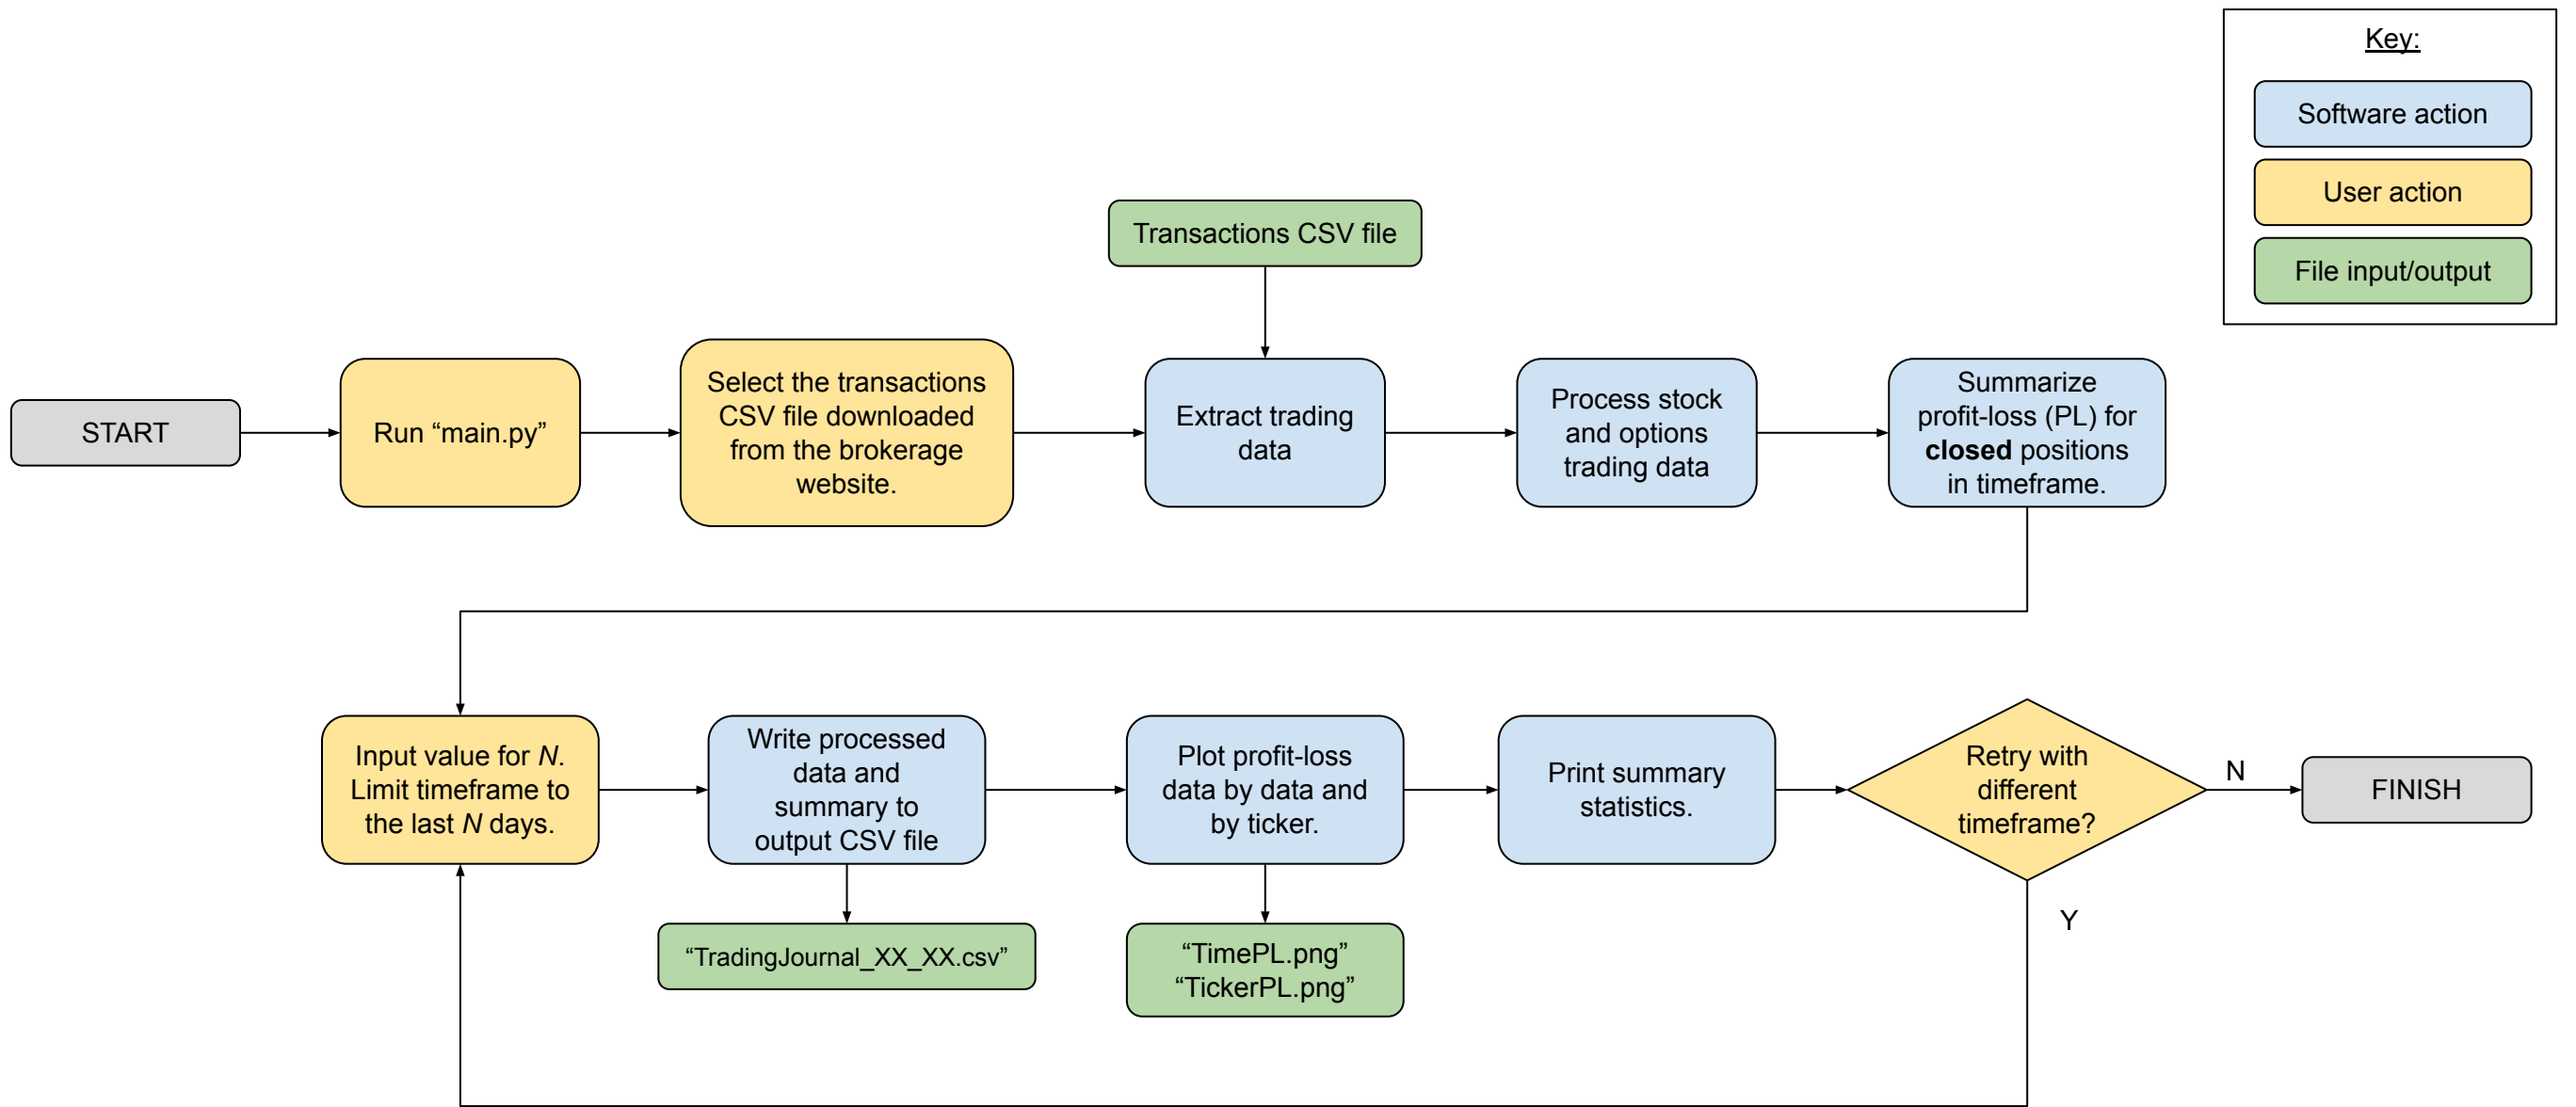 Key:
Software action
User action
File input/output
Transactions CSV file
START
Run “main.py”
Select the transactions
CSV file downloaded
from the brokerage
website.
Extract trading
data
Process stock
and options
trading data
Summarize
profit-loss (PL) for
closed positions
in timeframe.
Input value for N.
Limit timeframe to
the last N days.
Write processed
data and
summary to
output CSV file
Plot profit-loss
data by data and
by ticker.
Print summary
statistics.
Retry with
different
timeframe?
N
FINISH
Y
“TradingJournal_XX_XX.csv”
“TimePL.png”
“TickerPL.png”